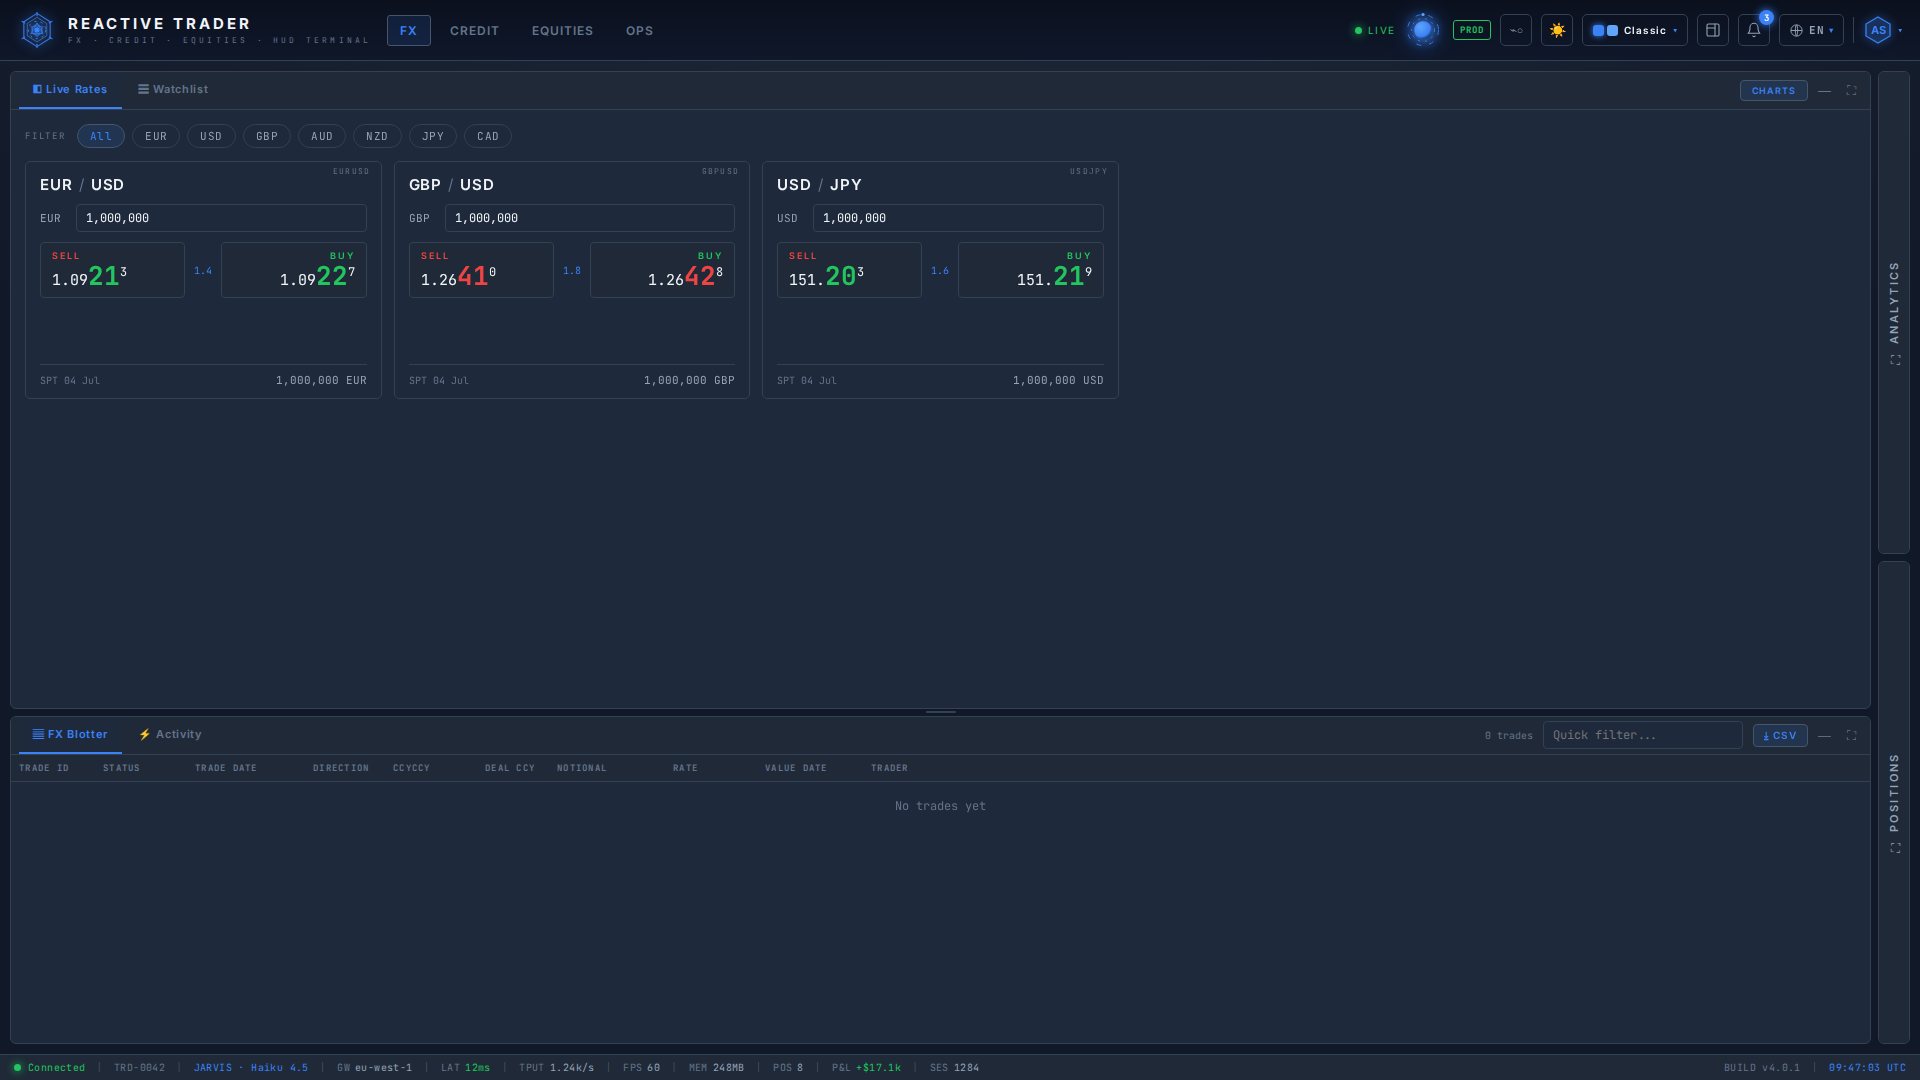 REACTIVE TRADER
FX · CREDIT · EQUITIES · HUD TERMINAL
FX CREDIT EQUITIES OPS
LIVE
PROD
Classic
3
EN
AS
Live Rates Watchlist
CHARTS
FILTER All EUR USD GBP AUD NZD JPY CAD
EURUSD
EUR / USD
EUR 1,000,000
SELL
1.09213
1.4
BUY
1.09227
SPT 04 Jul 1,000,000 EUR
GBPUSD
GBP / USD
GBP 1,000,000
SELL
1.26410
1.8
BUY
1.26428
SPT 04 Jul 1,000,000 GBP
USDJPY
USD / JPY
USD 1,000,000
SELL
151.203
1.6
BUY
151.219
SPT 04 Jul 1,000,000 USD
ANALYTICS
POSITIONS
FX Blotter Activity
0 trades Quick filter... CSV
TRADE ID STATUS TRADE DATE DIRECTION CCYCCY DEAL CCY NOTIONAL RATE VALUE DATE TRADER
No trades yet
Connected TRD-0042 JARVIS · Haiku 4.5 GW eu-west-1 LAT 12ms TPUT 1.24k/s FPS 60 MEM 248MB POS 8 P&L +$17.1k SES 1284 BUILD v4.0.1 09:47:03 UTC